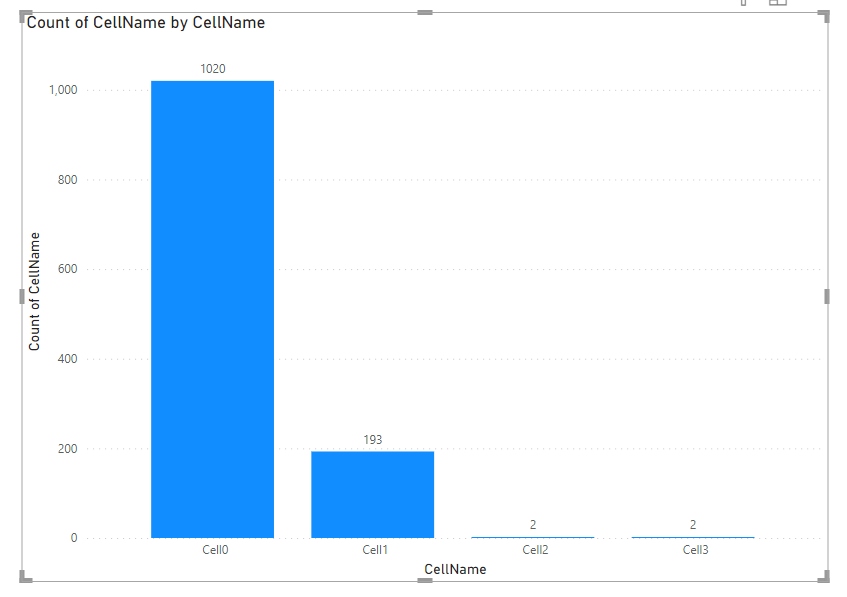 Count of CellName by CellName
1020
1,000
800
600
Count of CellName
400
193
200
2
2
0
Cell0
Cell1
Cell2
Cell3
CellName